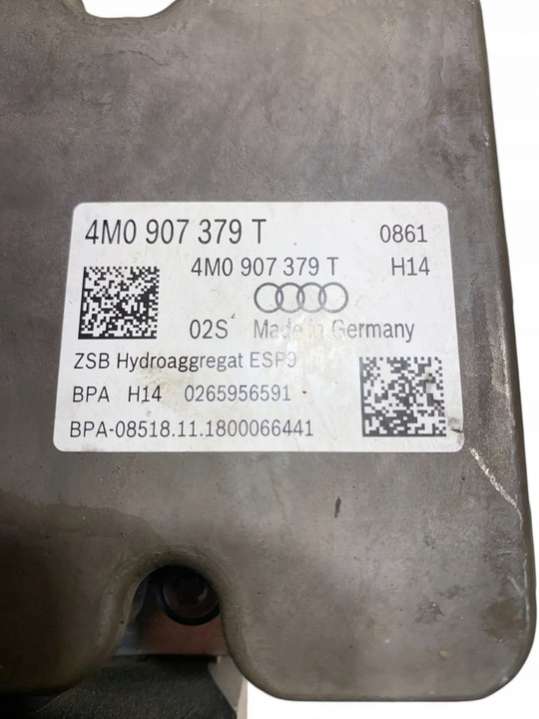 4M0 907 379 T 0861
4M0 907 379 T H14
02S Made in Germany
ZSB Hydroaggregat ESP9
BPA H14 0265956591
BPA-08518.11.1800066441